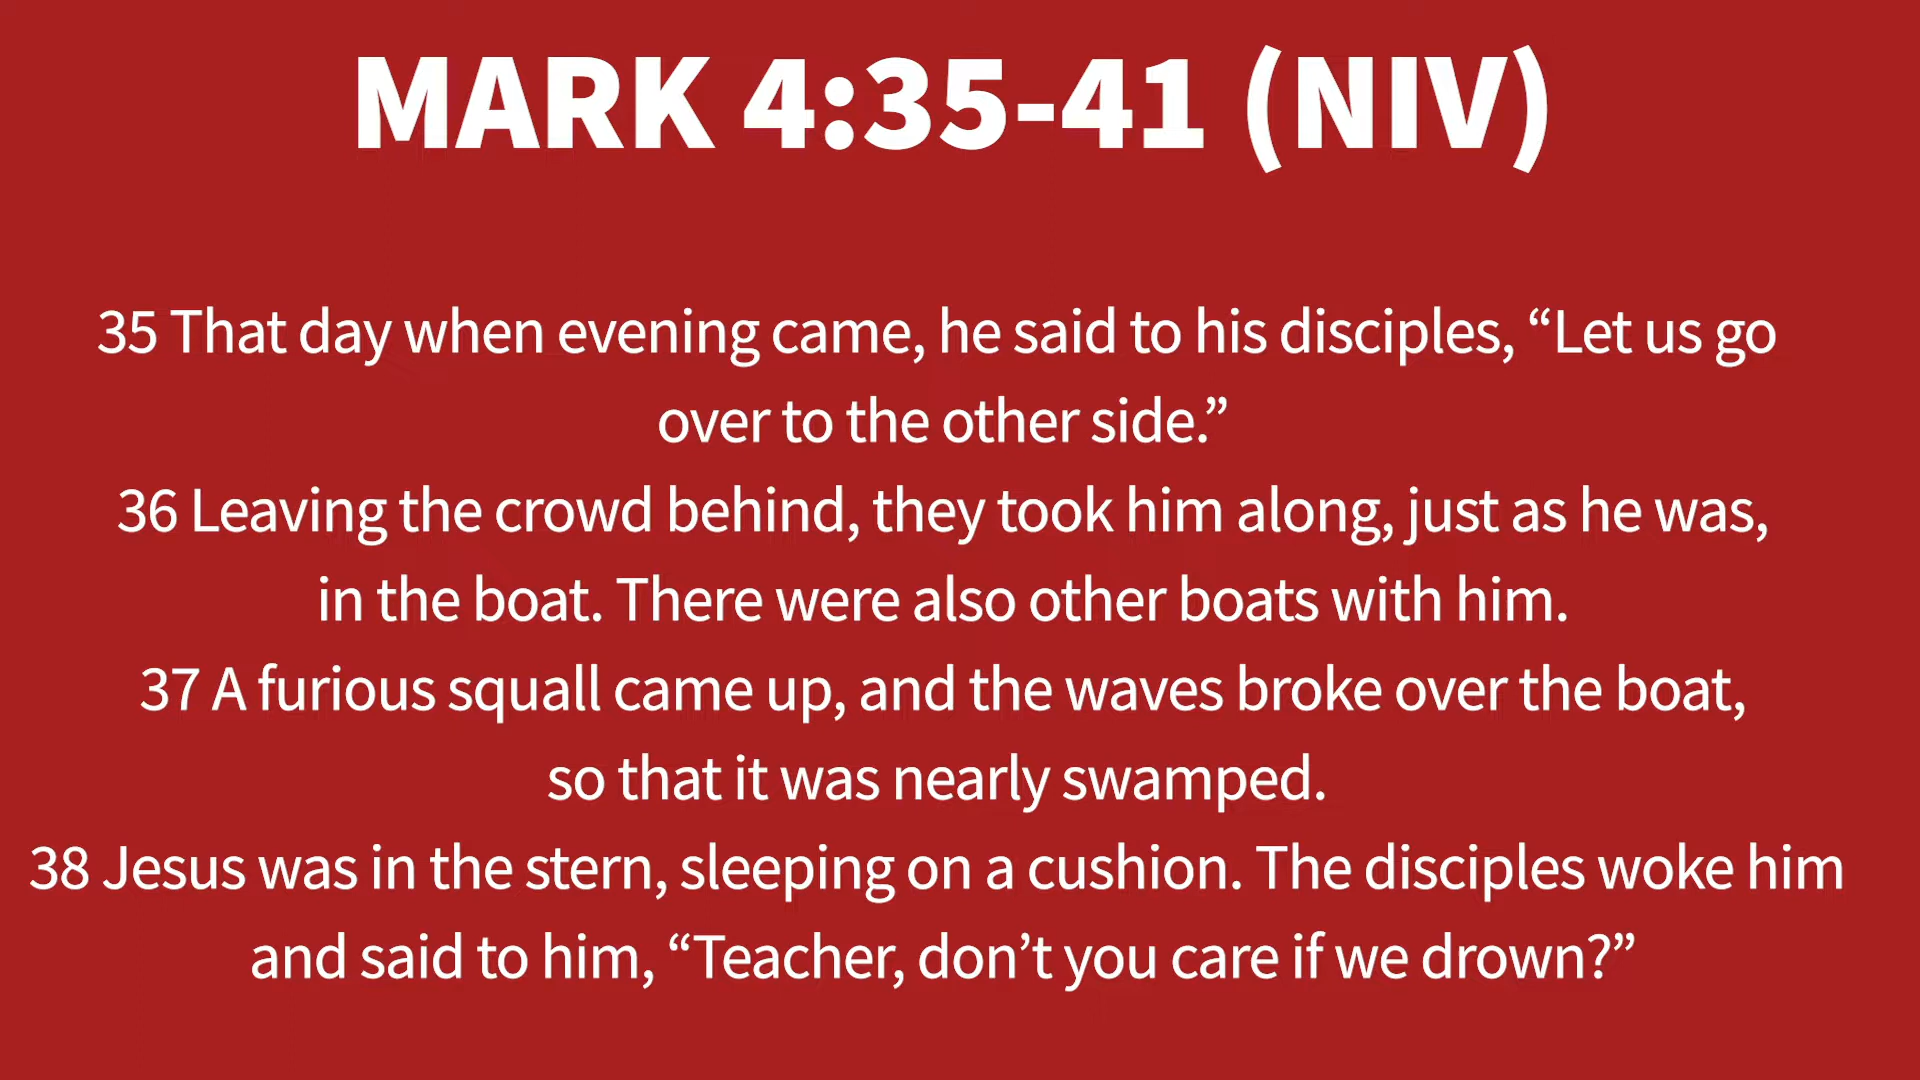 MARK 4:35-41 (NIV)
35 That day when evening came, he said to his disciples, “Let us go
over to the other side.”
36 Leaving the crowd behind, they took him along, just as he was,
in the boat. There were also other boats with him.
37 A furious squall came up, and the waves broke over the boat,
so that it was nearly swamped.
38 Jesus was in the stern, sleeping on a cushion. The disciples woke him
and said to him, “Teacher, don’t you care if we drown?”